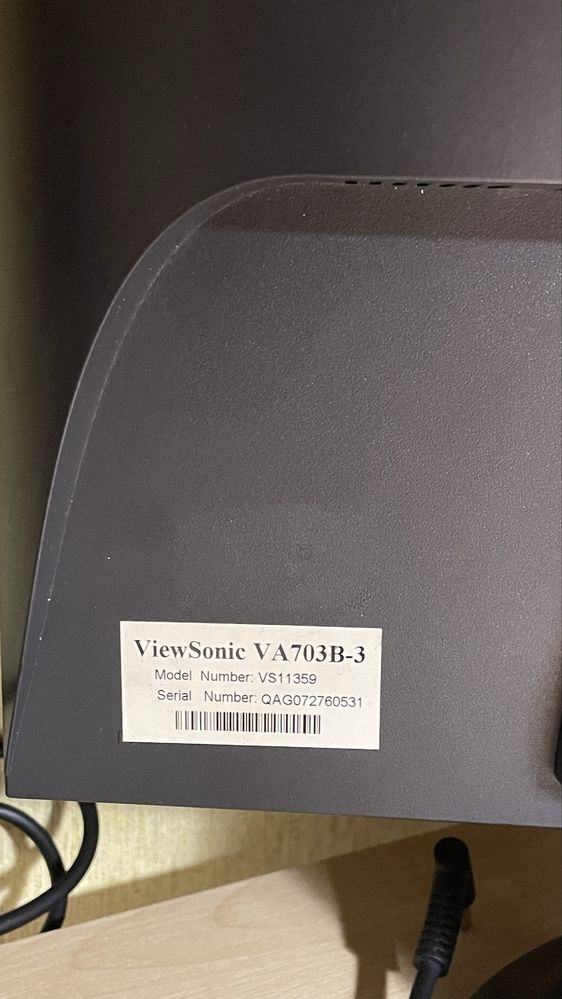 ViewSonic VA703B-3
Model Number: VS11359
Serial Number: QAG072760531